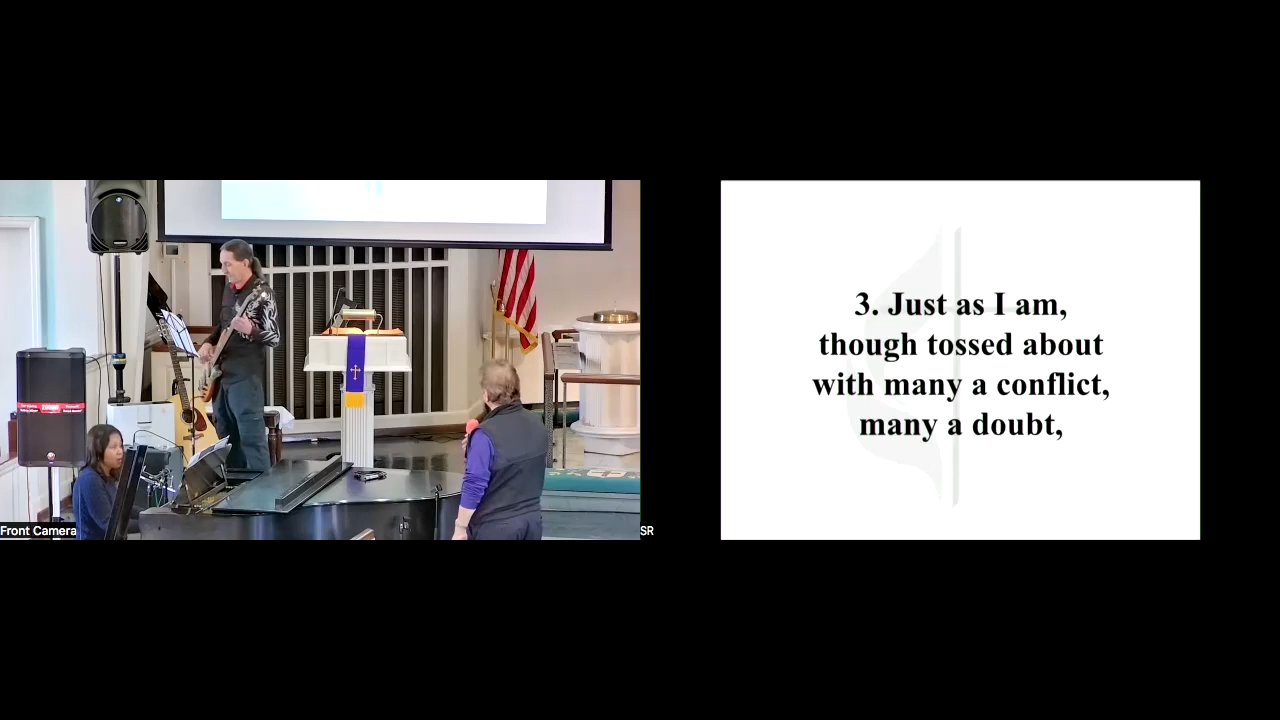 Front Camera
SR
3. Just as I am,
though tossed about
with many a conflict,
many a doubt,